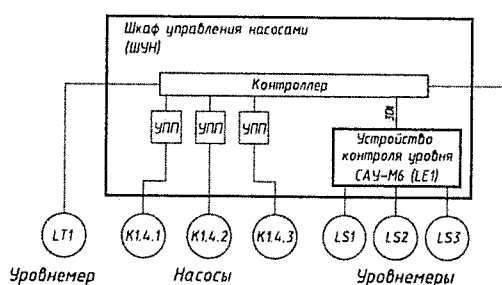 Шкаф управления насосами
(ШУН)
Контроллер
УПП УПП УПП
3DI
Устройство
контроля уровня
САУ-М6 (LE1)
LT1 K1.4.1 K1.4.2 K1.4.3 LS1 LS2 LS3
Уровнемер Насосы Уровнемеры